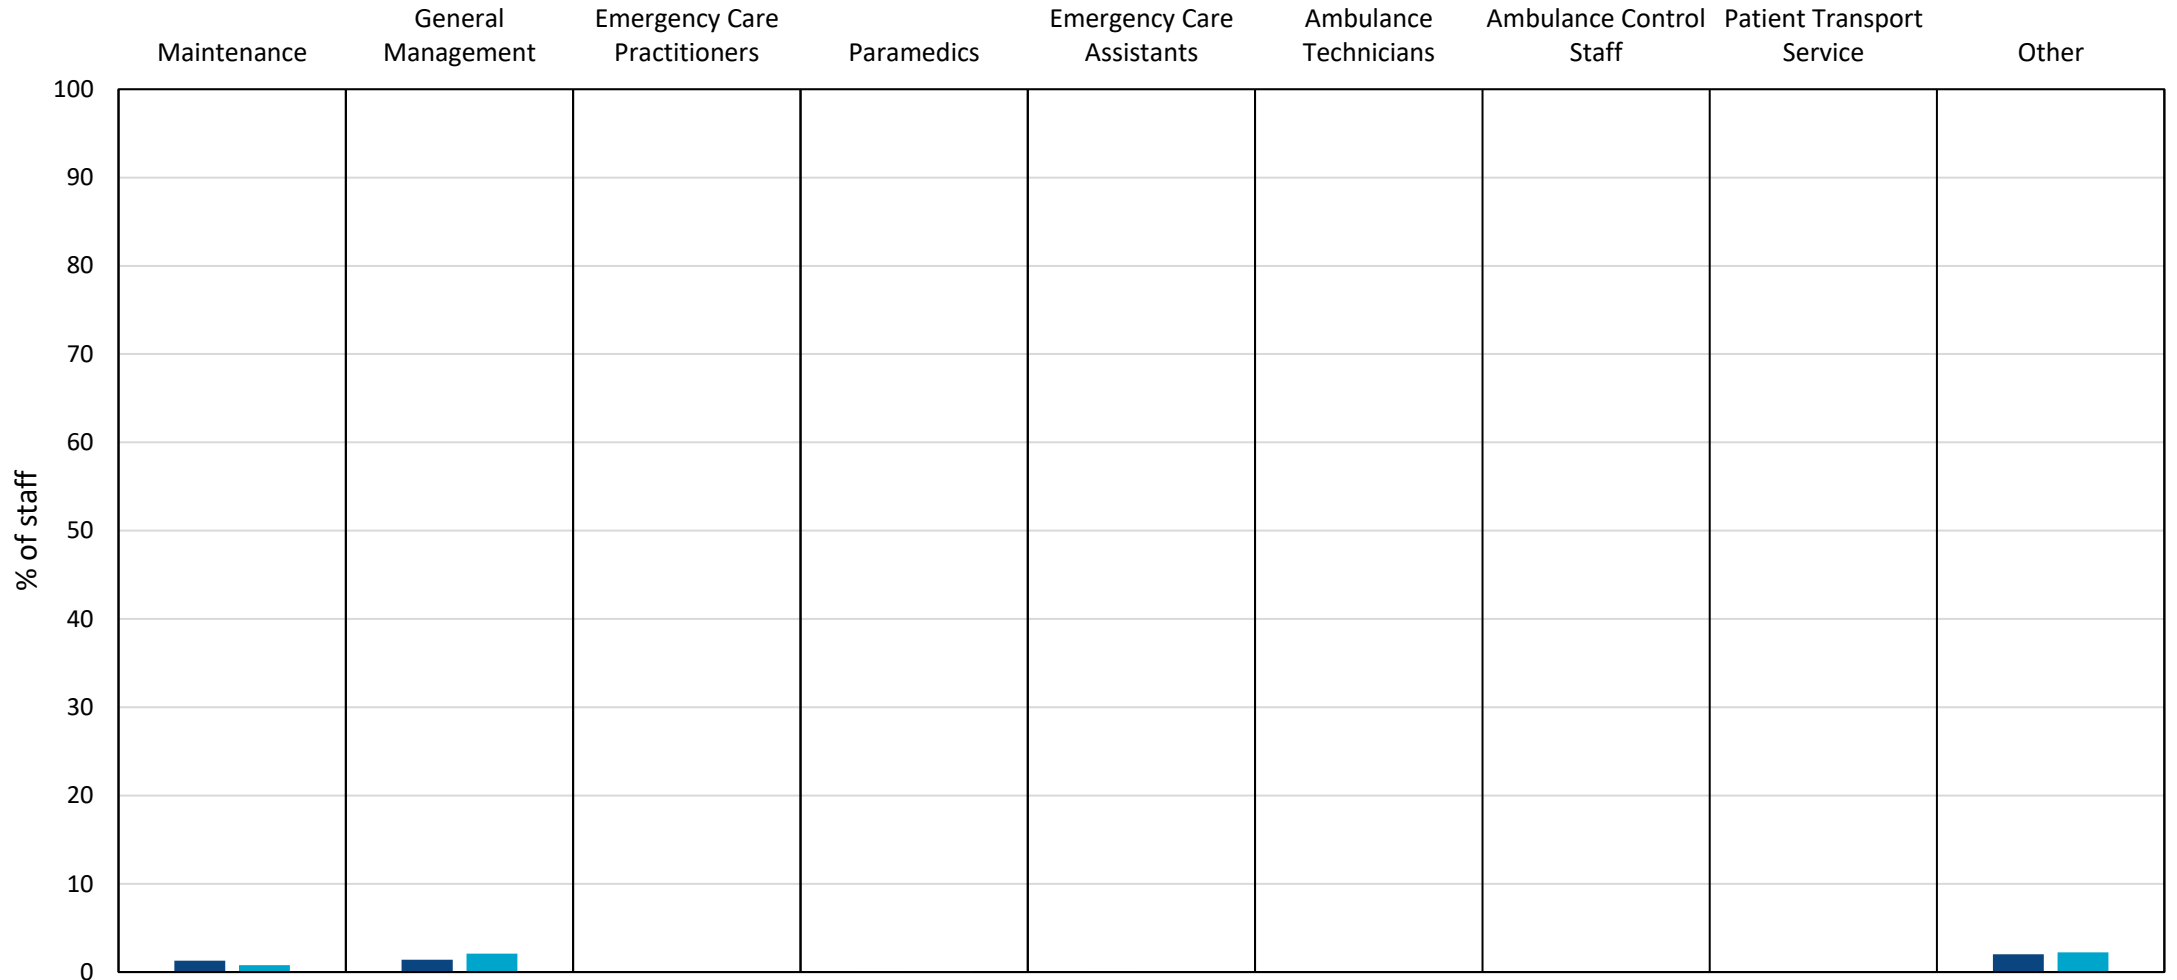 General
Emergency Care
Emergency Care
Ambulance
Ambulance Control
Patient Transport
Maintenance
Management
Practitioners
Paramedics
Assistants
Technicians
Staff
Service
Other
100
90
80
70
60
50
40
30
20
10
0
% of staff